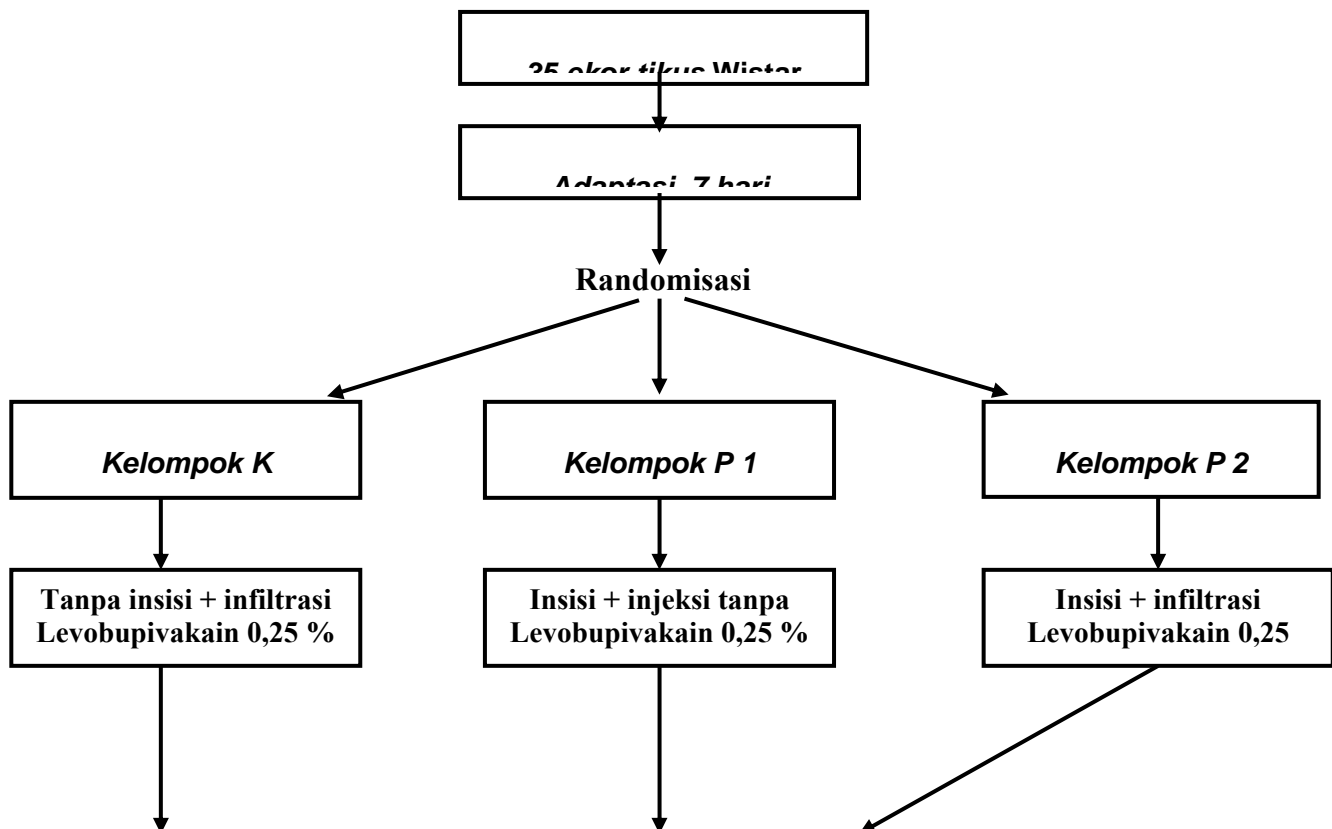 ekor tikus Wistar
Adaptasi 7 hari
Randomisasi
Kelompok K
Kelompok P 1
Kelompok P 2
Tanpa insisi + infiltrasi
Levobupivakain 0,25 %
Insisi + injeksi tanpa
Levobupivakain 0,25 %
Insisi + infiltrasi
Levobupivakain 0,25